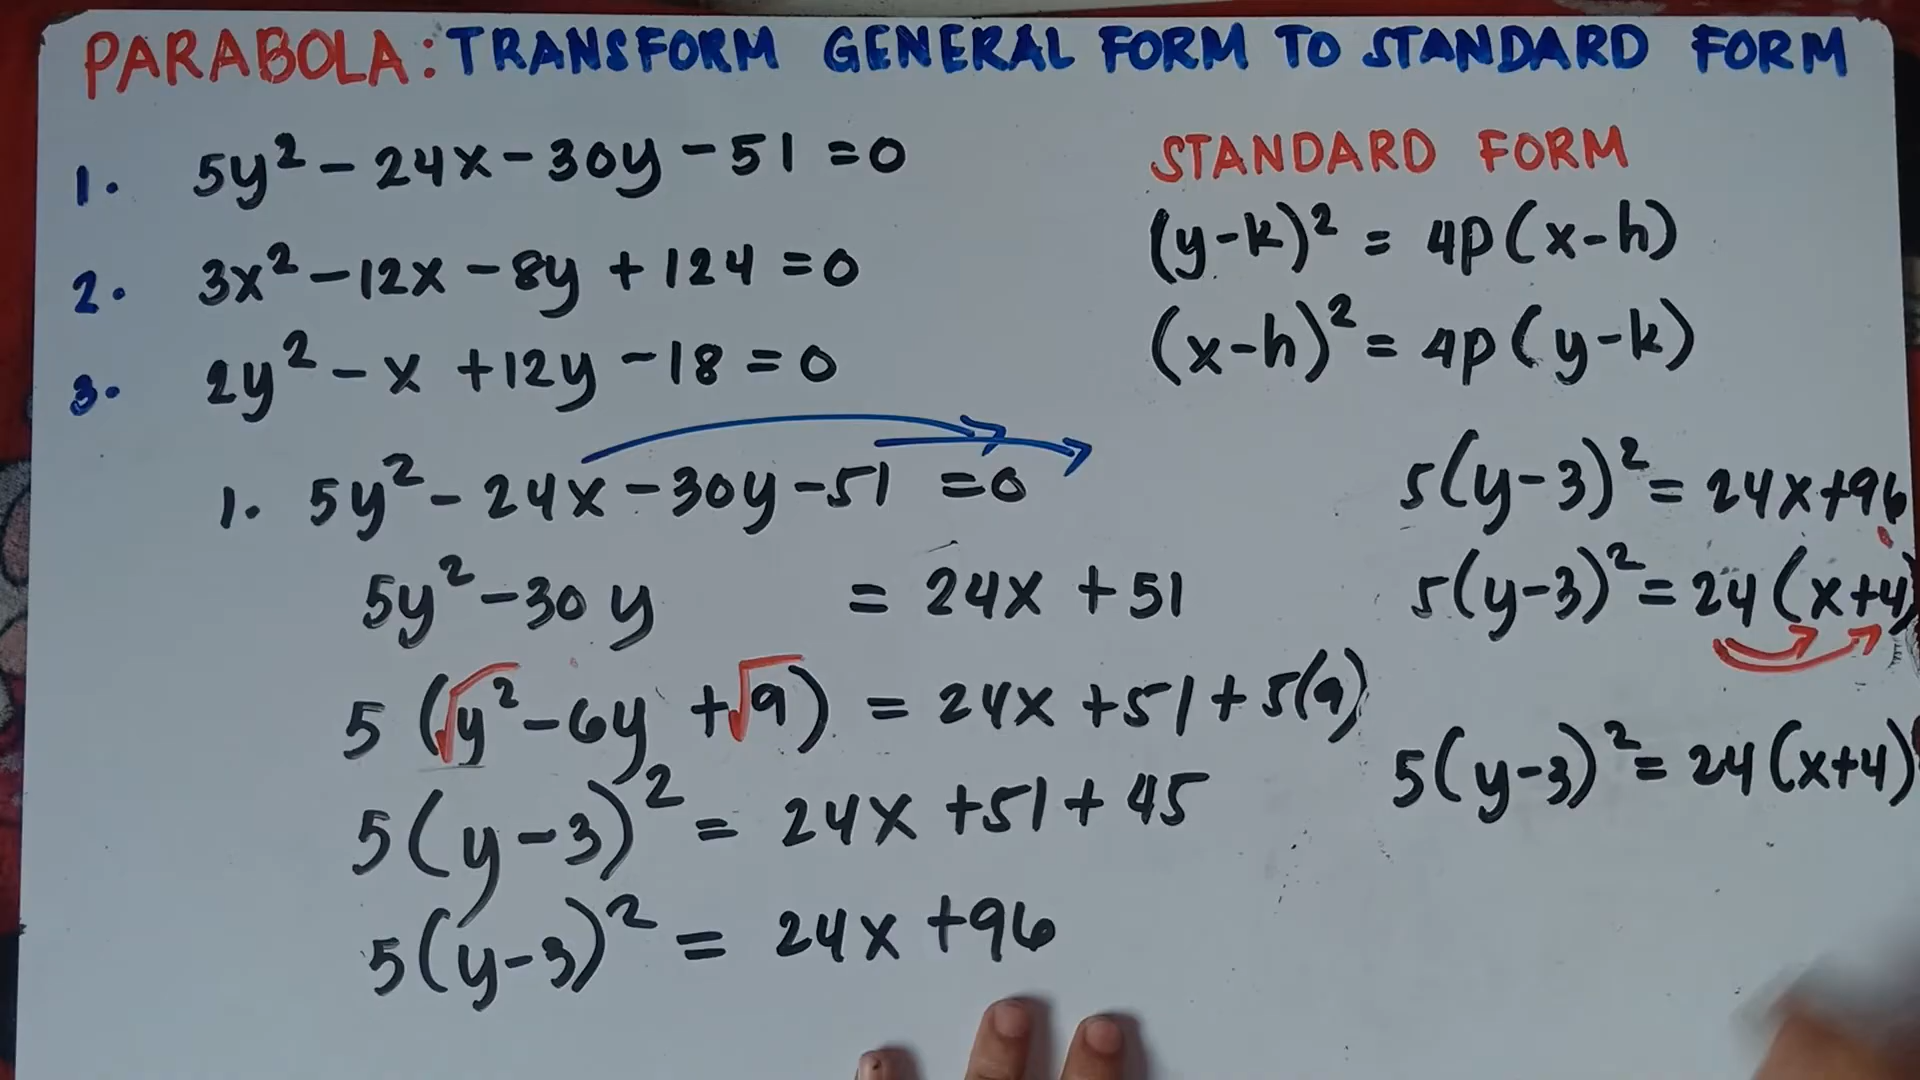 PARABOLA: TRANSFORM GENERAL FORM TO STANDARD FORM
1. 5y² - 24x - 30y - 51 = 0
2. 3x² - 12x - 8y + 124 = 0
3. 2y² - x + 12y - 18 = 0
STANDARD FORM
(y-k)² = 4p(x-h)
(x-h)² = 4p(y-k)
1. 5y² - 24x - 30y - 51 = 0
5y² - 30y = 24x + 51
5(√y² - 6y + √9) = 24x + 51 + 5(9)
5(y-3)² = 24x + 51 + 45
5(y-3)² = 24x + 96
5(y-3)² = 24x + 96
5(y-3)² = 24(x+4)
5(y-3)² = 24(x+4)